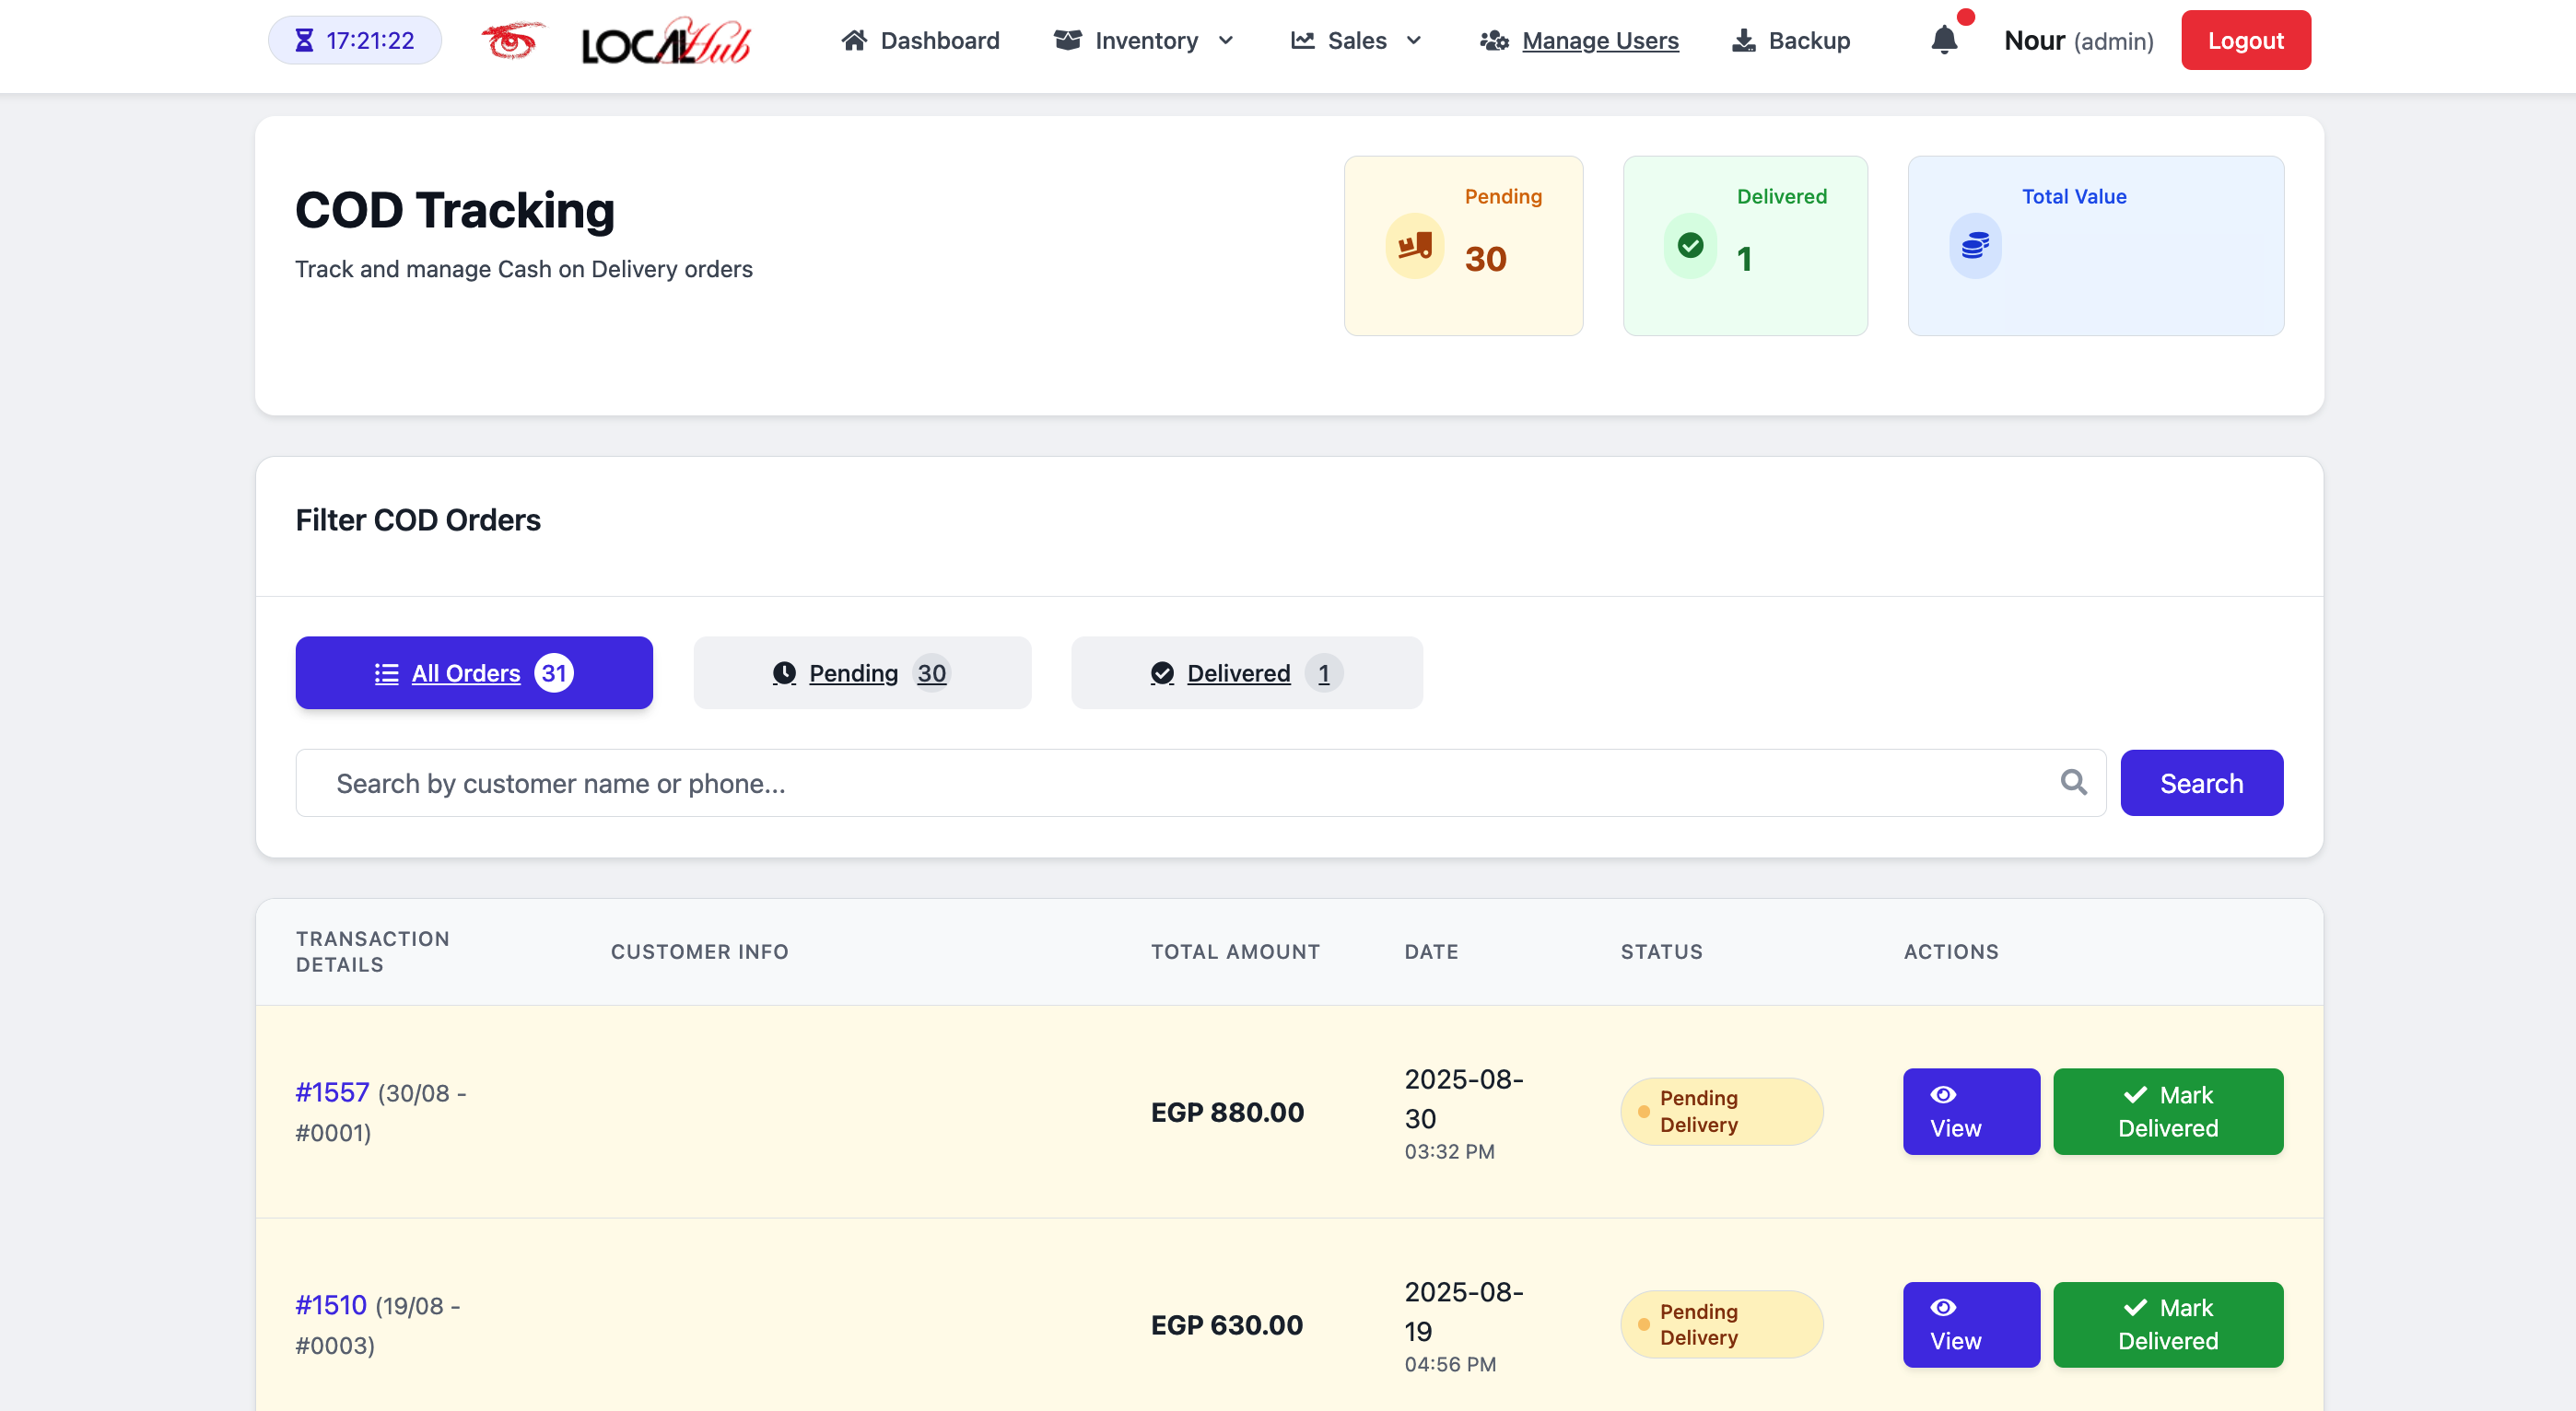 17:21:22
LOCAL Hub
Dashboard
Inventory
Sales
Manage Users
Backup
Nour (admin)
Logout
COD Tracking
Track and manage Cash on Delivery orders
Pending
30
Delivered
1
Total Value
Filter COD Orders
All Orders 31
Pending 30
Delivered 1
Search by customer name or phone...
Search
TRANSACTION
DETAILS
CUSTOMER INFO
TOTAL AMOUNT
DATE
STATUS
ACTIONS
#1557 (30/08 -
#0001)
EGP 880.00
2025-08-
30
03:32 PM
Pending
Delivery
View
Mark
Delivered
#1510 (19/08 -
#0003)
EGP 630.00
2025-08-
19
04:56 PM
Pending
Delivery
View
Mark
Delivered